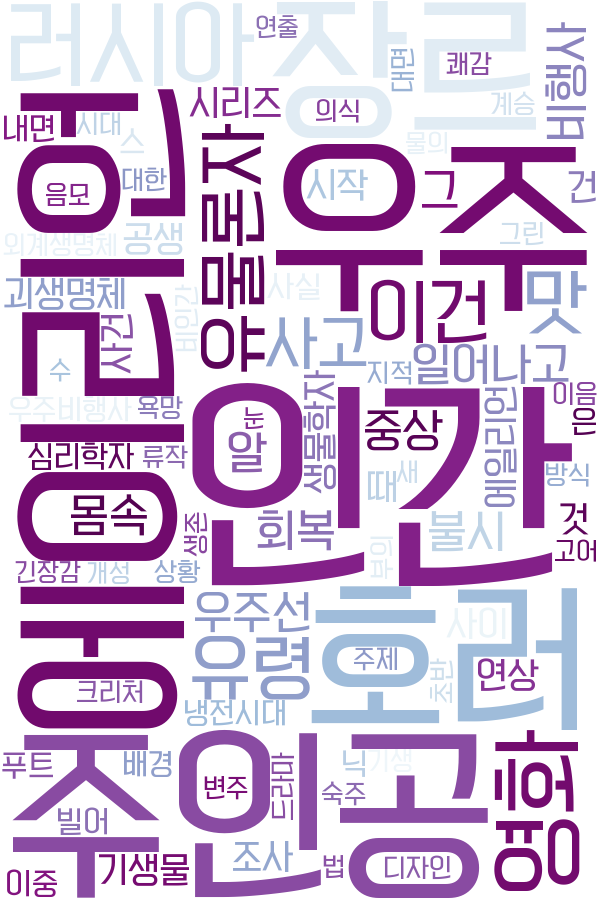 러시아
장르
연출
대면
쾌감
비행사
시리즈
의식
계승
내면
시대
스
물의
우주
유물론자
음모
대한
시작
그
건
그린
외계생명체
공생
괴생명체
사건
비인간
사실
이건
맛
사고
수
지적
일어나고
우주비행사
욕망
눈
알
생물학자
인간
중상
에일리언
이음
은
심리학자
류작
때
새
방식
몸속
생존
회복
부의
불시
것
고어
긴장감
개성
상황
우주선
유령
호러
사이
주제
초반
연상
크리처
냉전시대
주인공
영화
푸트
배경
변주
드라마
닉
기생
숙주
빌어
이중
기생물
조사
법
디자인